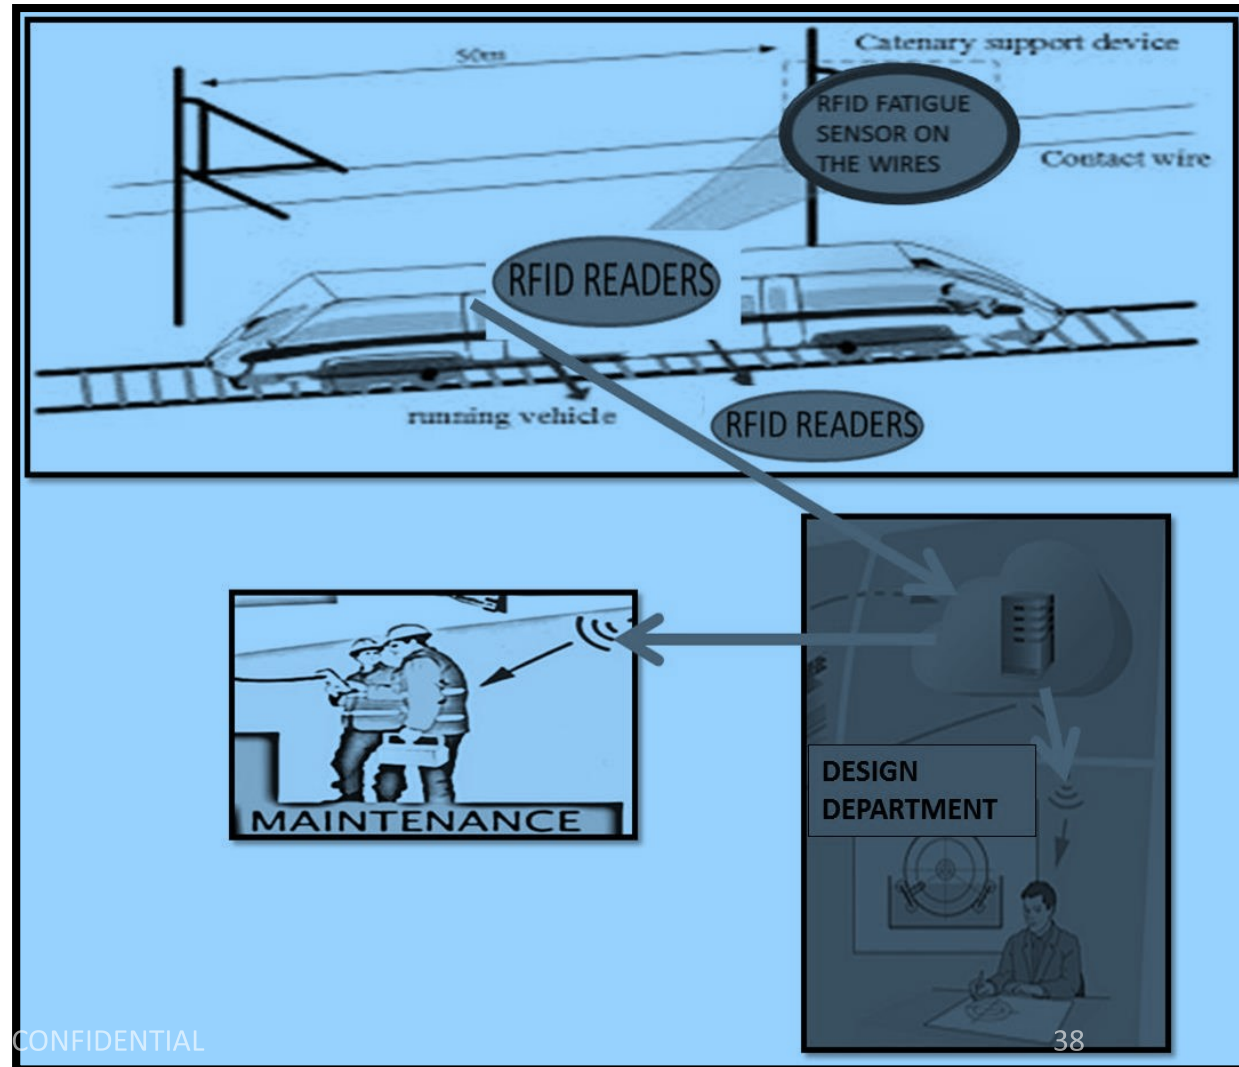 50m
Catenary support device
RFID FATIGUE
SENSOR ON
THE WIRES
Contact wire
RFID READERS
running vehicle
RFID READERS
DESIGN
DEPARTMENT
MAINTENANCE
CONFIDENTIAL
38